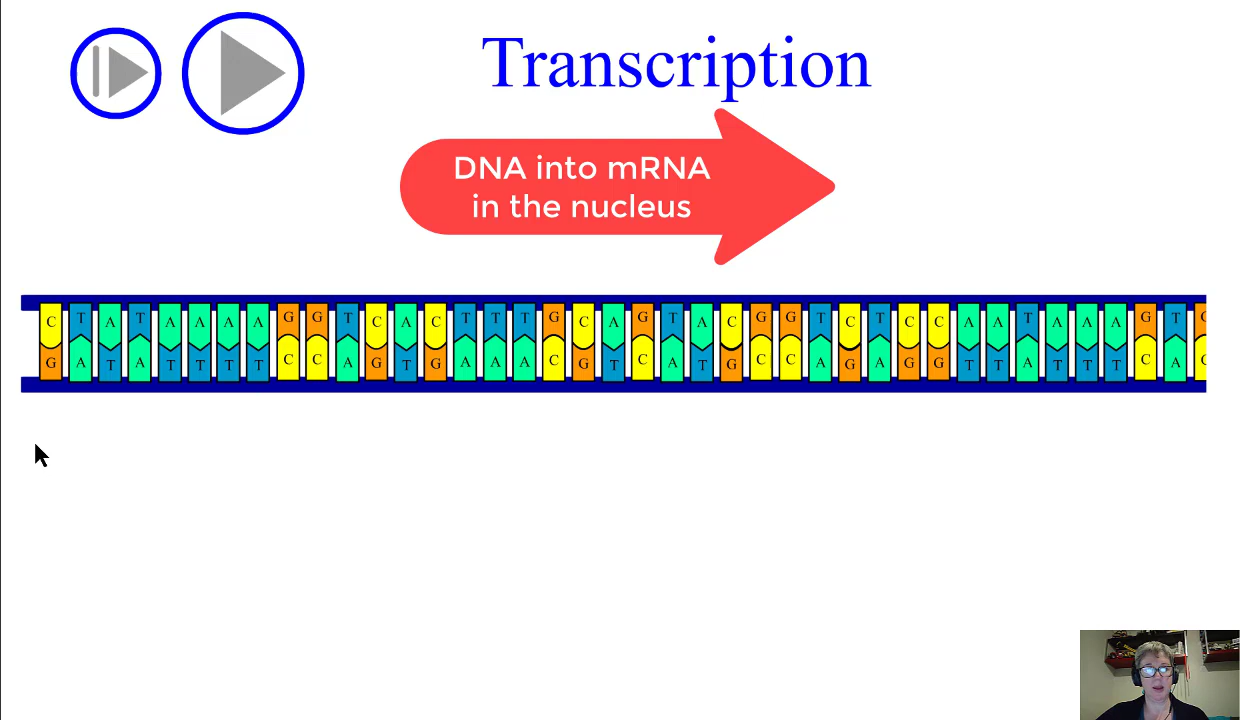 Transcription
DNA into mRNA
in the nucleus
C T A T A A A A G G T C A C T T T G C A G T A C G G T C T C C A A T A A A G T C
G A T A T T T T C C A G T G A A A C G T C A T G C C A G A G G T T A T T T C A